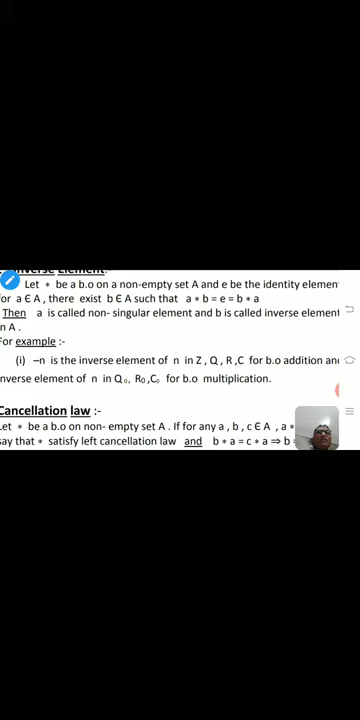 Inverse Element:-
Let * be a b.o on a non-empty set A and e be the identity elemen
for a Є A , there exist b Є A such that a * b = e = b * a
Then a is called non- singular element and b is called inverse element
n A .
For example :-
(i) –n is the inverse element of n in Z , Q , R ,C for b.o addition an
nverse element of n in Q₀, R₀ ,C₀ for b.o multiplication.
Cancellation law :-
Let * be a b.o on non- empty set A . If for any a , b , c Є A , a *
say that * satisfy left cancellation law and b * a = c * a ⇒ b =